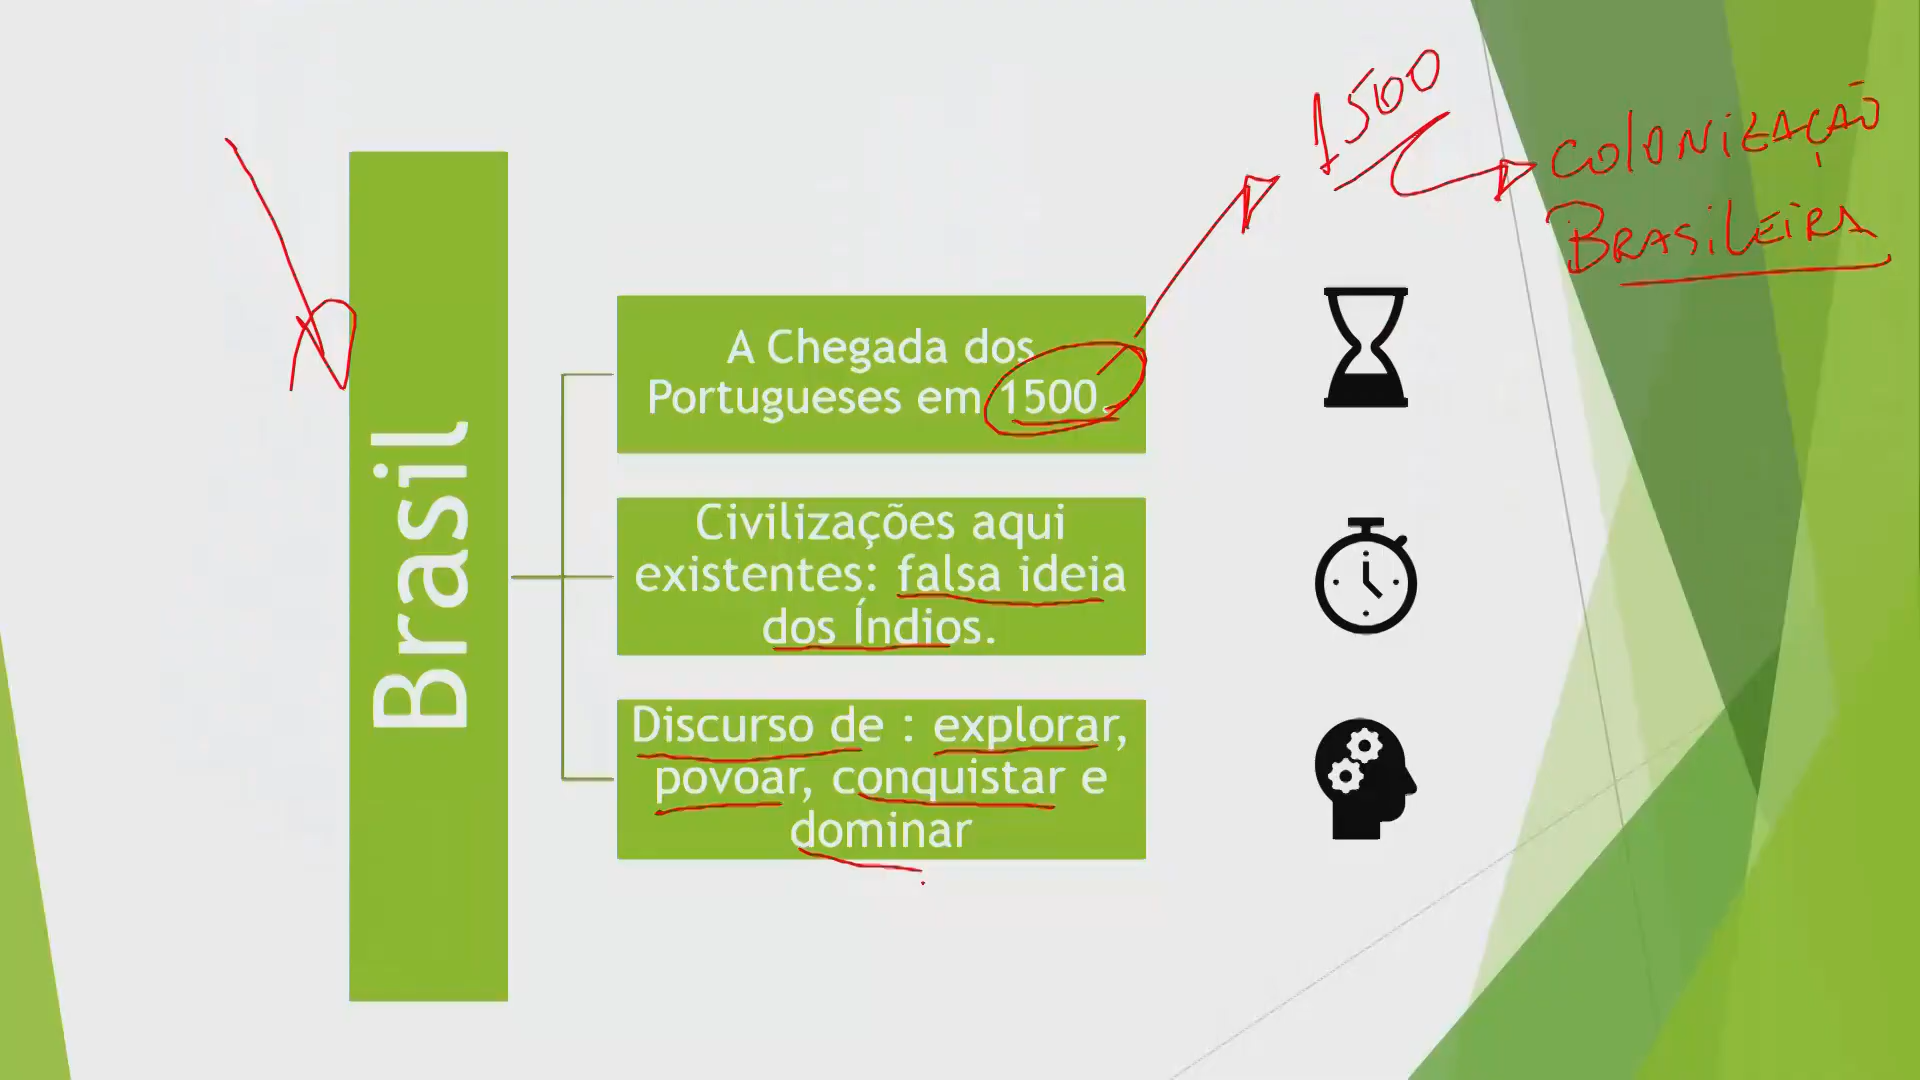 Brasil
A Chegada dos
Portugueses em 1500.
Civilizações aqui
existentes: falsa ideia
dos Índios.
Discurso de : explorar,
povoar, conquistar e
dominar
1500
COLONIZAÇÃO
BRASILEIRA